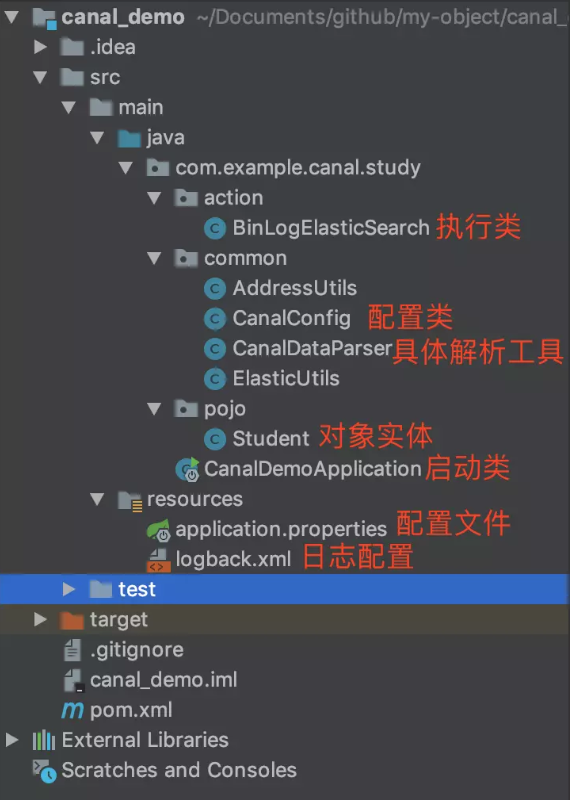 canal_demo ~/Documents/github/my-object/canal_
.idea
src
main
java
com.example.canal.study
action
BinLogElasticSearch 执行类
common
AddressUtils
CanalConfig 配置类
CanalDataParser 具体解析工具
ElasticUtils
pojo
Student 对象实体
CanalDemoApplication 启动类
resources
application.properties 配置文件
logback.xml 日志配置
test
target
.gitignore
canal_demo.iml
pom.xml
External Libraries
Scratches and Consoles